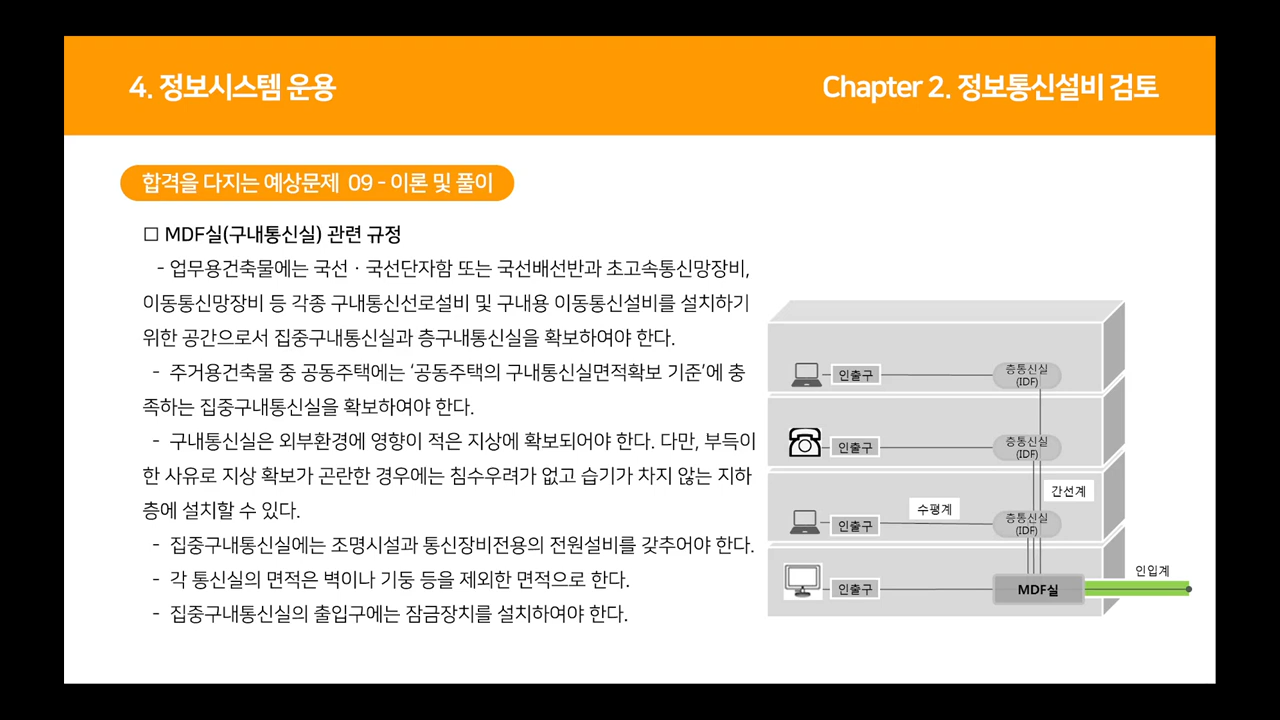 4. 정보시스템 운용
Chapter 2. 정보통신설비 검토
합격을 다지는 예상문제 09 - 이론 및 풀이
□ MDF실(구내통신실) 관련 규정
- 업무용건축물에는 국선 · 국선단자함 또는 국선배선반과 초고속통신망장비,
이동통신망장비 등 각종 구내통신선로설비 및 구내용 이동통신설비를 설치하기
위한 공간으로서 집중구내통신실과 층구내통신실을 확보하여야 한다.
- 주거용건축물 중 공동주택에는 ‘공동주택의 구내통신실면적확보 기준’에 충
족하는 집중구내통신실을 확보하여야 한다.
- 구내통신실은 외부환경에 영향이 적은 지상에 확보되어야 한다. 다만, 부득이
한 사유로 지상 확보가 곤란한 경우에는 침수우려가 없고 습기가 차지 않는 지하
층에 설치할 수 있다.
- 집중구내통신실에는 조명시설과 통신장비전용의 전원설비를 갖추어야 한다.
- 각 통신실의 면적은 벽이나 기둥 등을 제외한 면적으로 한다.
- 집중구내통신실의 출입구에는 잠금장치를 설치하여야 한다.
인출구
층통신실
(IDF)
인출구
층통신실
(IDF)
간선계
수평계
인출구
층통신실
(IDF)
인입계
인출구
MDF실